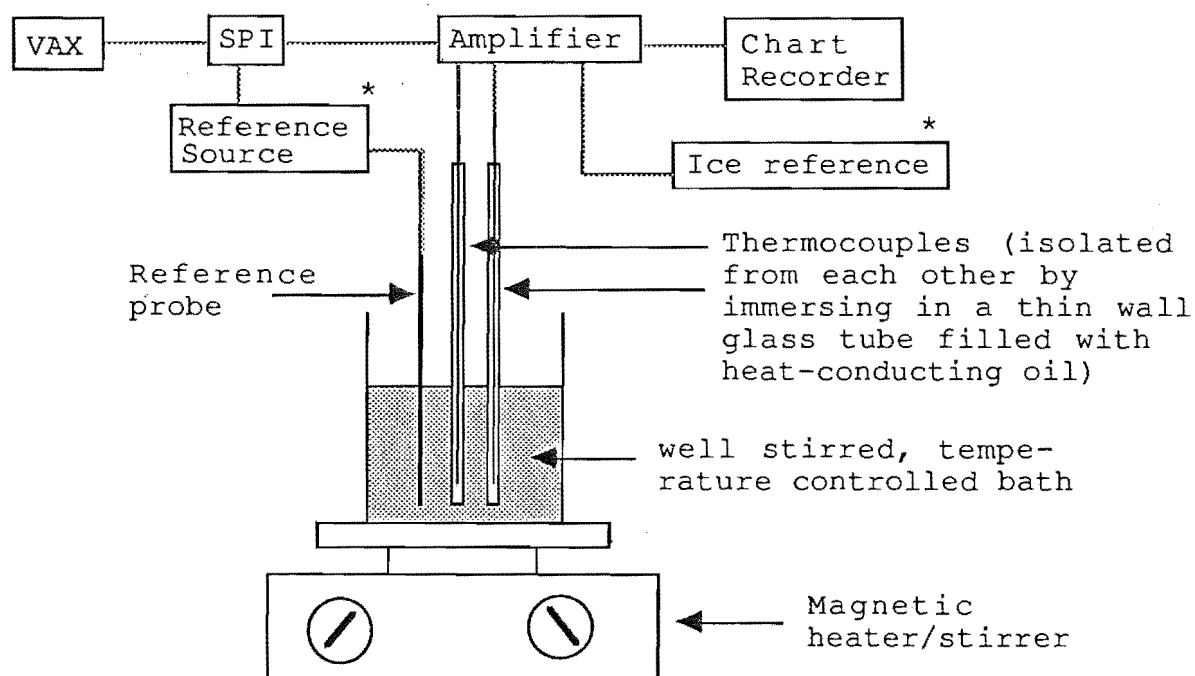 VAX
SPI
Amplifier
Chart
Recorder
*
Reference
Source
*
Ice reference
Reference
probe
Thermocouples (isolated
from each other by
immersing in a thin wall
glass tube filled with
heat-conducting oil)
well stirred, tempe-
rature controlled bath
Magnetic
heater/stirrer